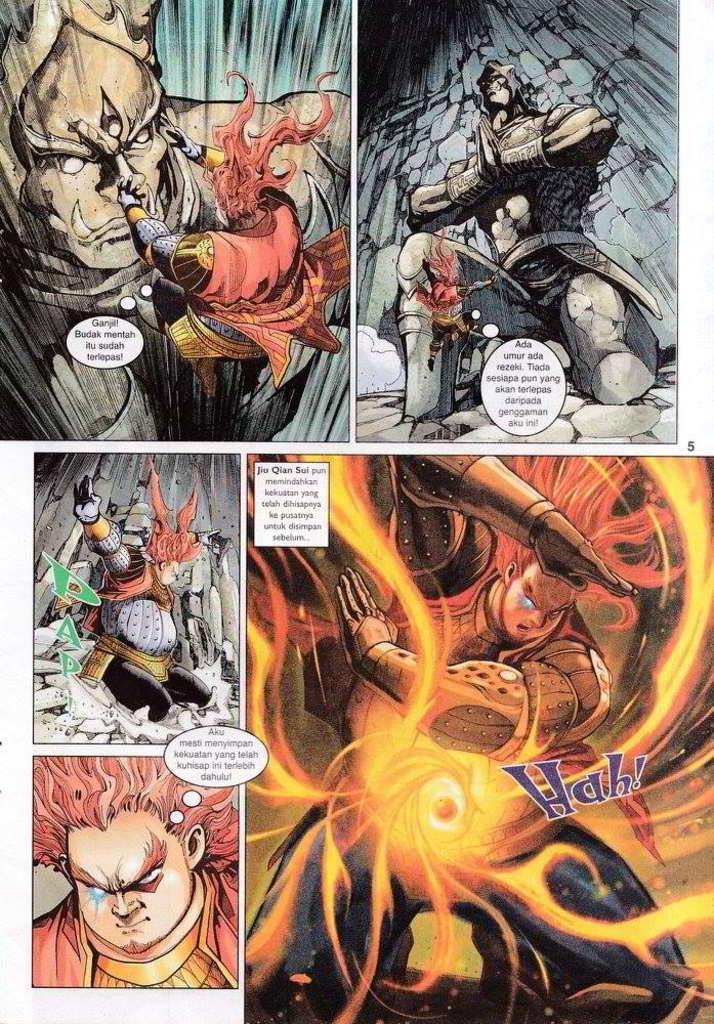 Ganjil!
Budak mentah
itu sudah
terlepas!
Ada
umur ada
rezeki. Tiada
sesiapa pun yang
akan terlepas
daripada
genggaman
aku ini!
5
PAP
Jiu Qian Sui pun
memindahkan
kekuatan yang
telah dihisapnya
ke pusatnya
untuk disimpan
sebelum...
Aku
mesti menyimpan
kekuatan yang telah
kuhisap ini terlebih
dahulu!
Hah!